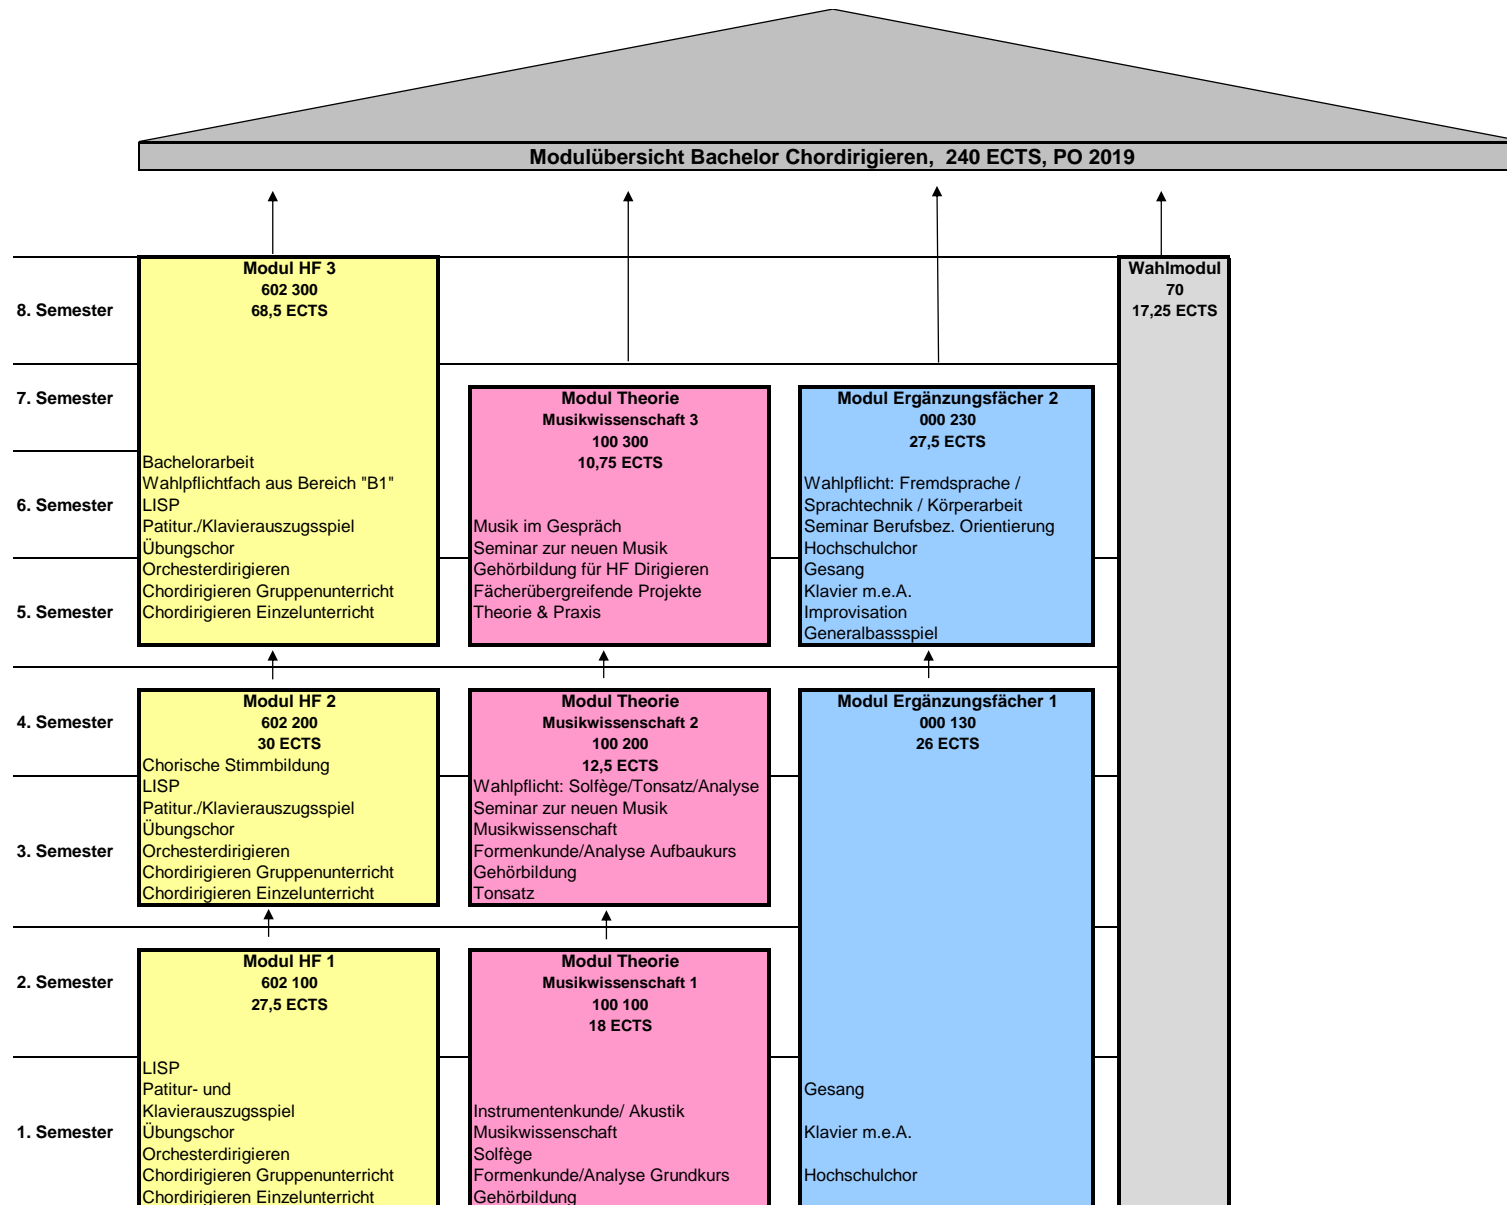 Modulübersicht Bachelor Chordirigieren, 240 ECTS, PO 2019
8. Semester
7. Semester
6. Semester
5. Semester
4. Semester
3. Semester
2. Semester
1. Semester
Modul HF 3
602 300
68,5 ECTS
Bachelorarbeit
Wahlpflichtfach aus Bereich "B1"
LISP
Patitur./Klavierauszugsspiel
Übungschor
Orchesterdirigieren
Chordirigieren Gruppenunterricht
Chordirigieren Einzelunterricht
Modul Theorie
Musikwissenschaft 3
100 300
10,75 ECTS
Musik im Gespräch
Seminar zur neuen Musik
Gehörbildung für HF Dirigieren
Fächerübergreifende Projekte
Theorie & Praxis
Modul Ergänzungsfächer 2
000 230
27,5 ECTS
Wahlpflicht: Fremdsprache /
Sprachtechnik / Körperarbeit
Seminar Berufsbez. Orientierung
Hochschulchor
Gesang
Klavier m.e.A.
Improvisation
Generalbassspiel
Wahlmodul
70
17,25 ECTS
Modul HF 2
602 200
30 ECTS
Chorische Stimmbildung
LISP
Patitur./Klavierauszugsspiel
Übungschor
Orchesterdirigieren
Chordirigieren Gruppenunterricht
Chordirigieren Einzelunterricht
Modul Theorie
Musikwissenschaft 2
100 200
12,5 ECTS
Wahlpflicht: Solfège/Tonsatz/Analyse
Seminar zur neuen Musik
Musikwissenschaft
Formenkunde/Analyse Aufbaukurs
Gehörbildung
Tonsatz
Modul Ergänzungsfächer 1
000 130
26 ECTS
Gesang
Klavier m.e.A.
Hochschulchor
Modul HF 1
602 100
27,5 ECTS
LISP
Patitur- und
Klavierauszugsspiel
Übungschor
Orchesterdirigieren
Chordirigieren Gruppenunterricht
Chordirigieren Einzelunterricht
Modul Theorie
Musikwissenschaft 1
100 100
18 ECTS
Instrumentenkunde/ Akustik
Musikwissenschaft
Solfège
Formenkunde/Analyse Grundkurs
Gehörbildung